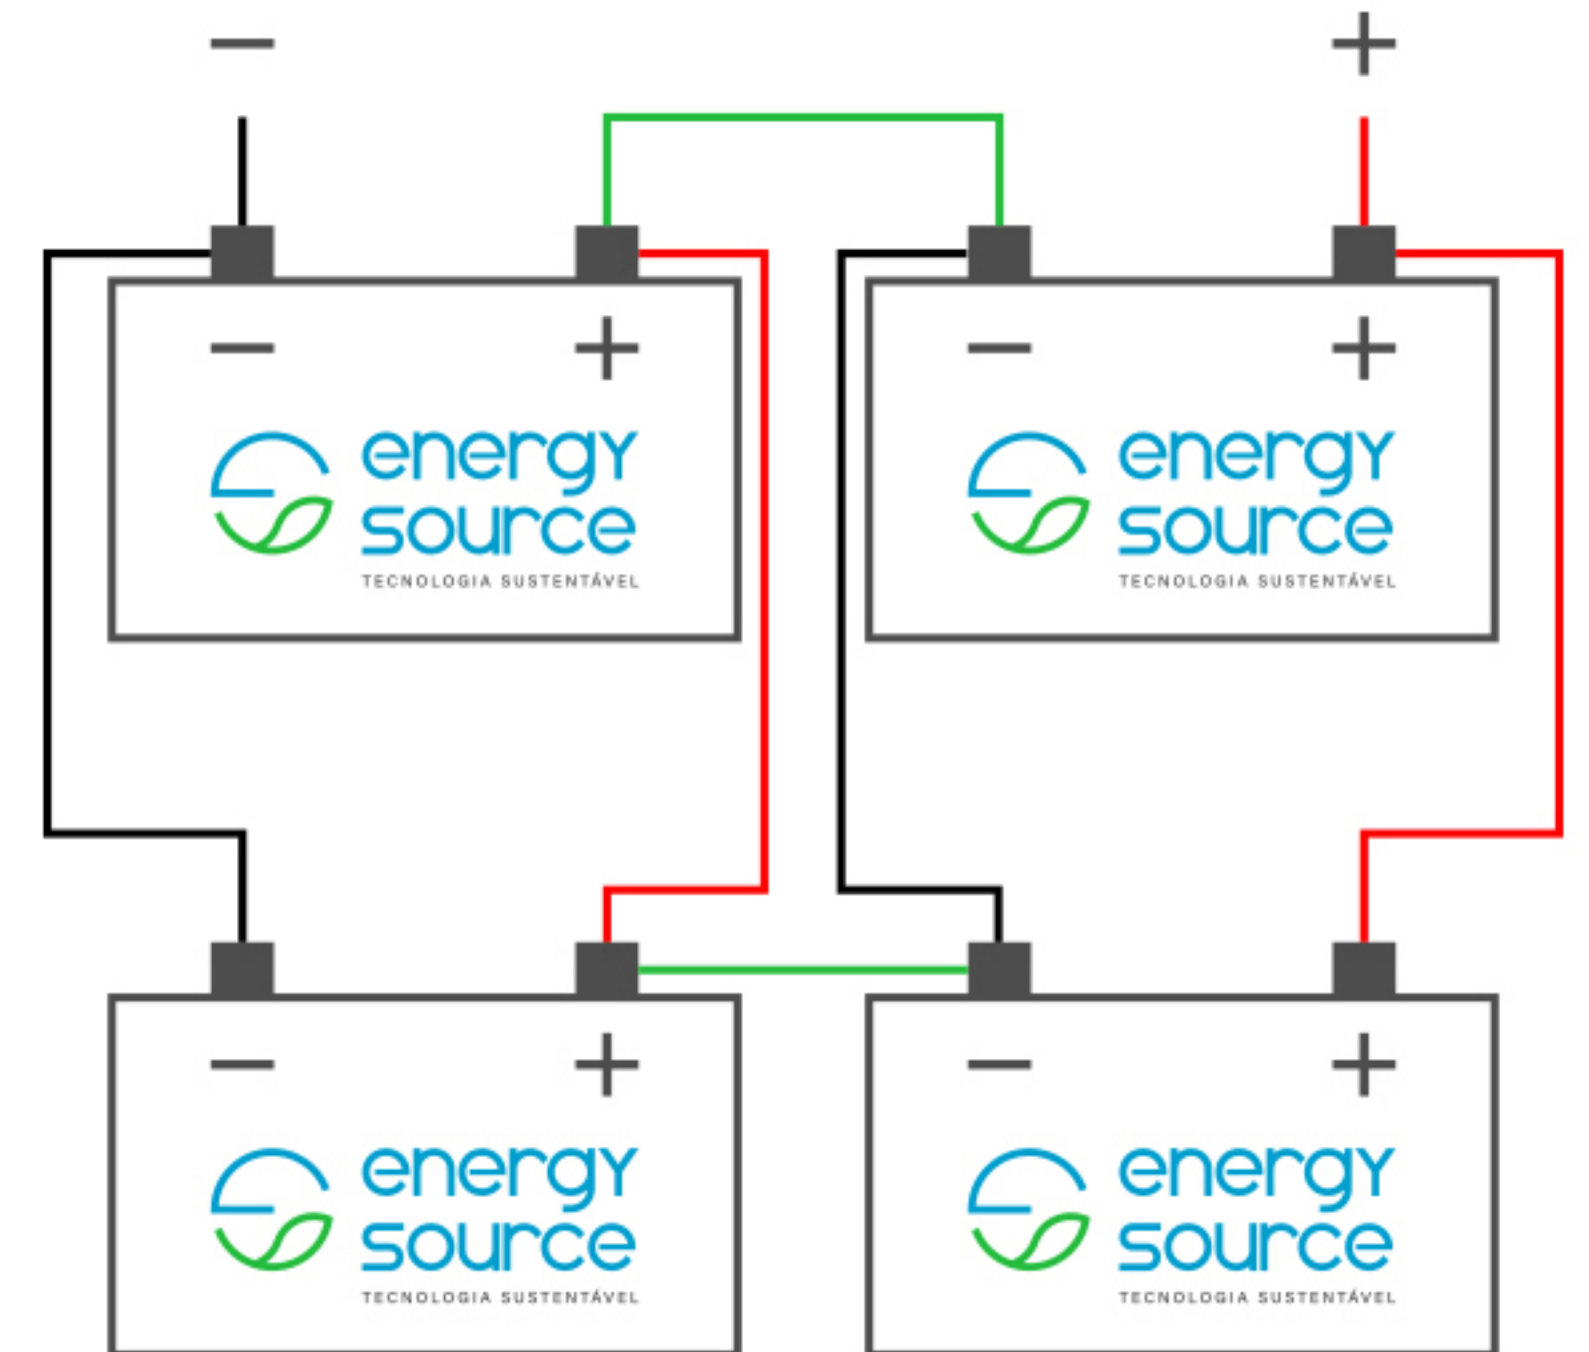 − +
− + − +
energy energy
source source
TECNOLOGIA SUSTENTÁVEL TECNOLOGIA SUSTENTÁVEL
− + − +
energy energy
source source
TECNOLOGIA SUSTENTÁVEL TECNOLOGIA SUSTENTÁVEL